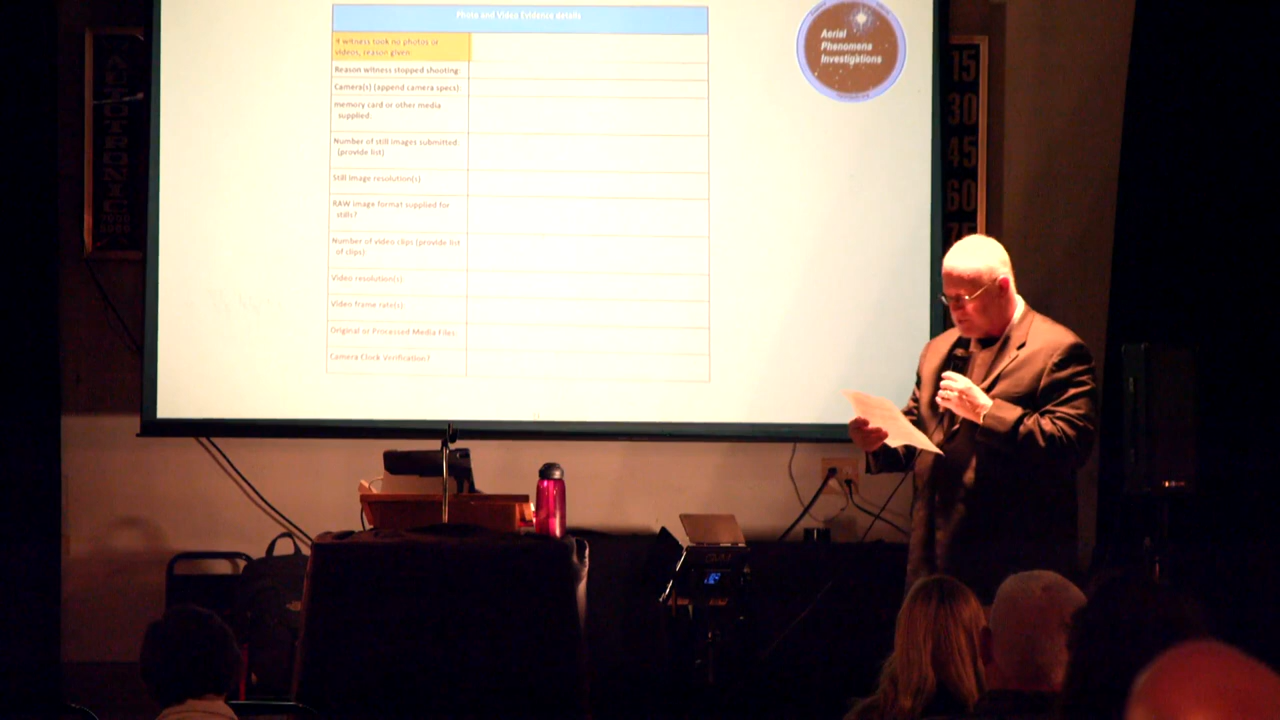 Photo and Video Evidence details
If witness took no photos or
videos, reason given:
Reason witness stopped shooting:
Camera(s) (append camera specs)
memory card or other media
supplied.
Number of still images submitted.
(provide list)
Still image resolution(s)
RAW image format supplied for
stills?
Number of video clips (provide list
of clips)
Video resolution(s)
Video frame rate(s)
Original or Processed Media Files.
Camera Clock Verification?
Aerial
Phenomena
Investigations
15
30
45
60
75
AUTOTRONIC